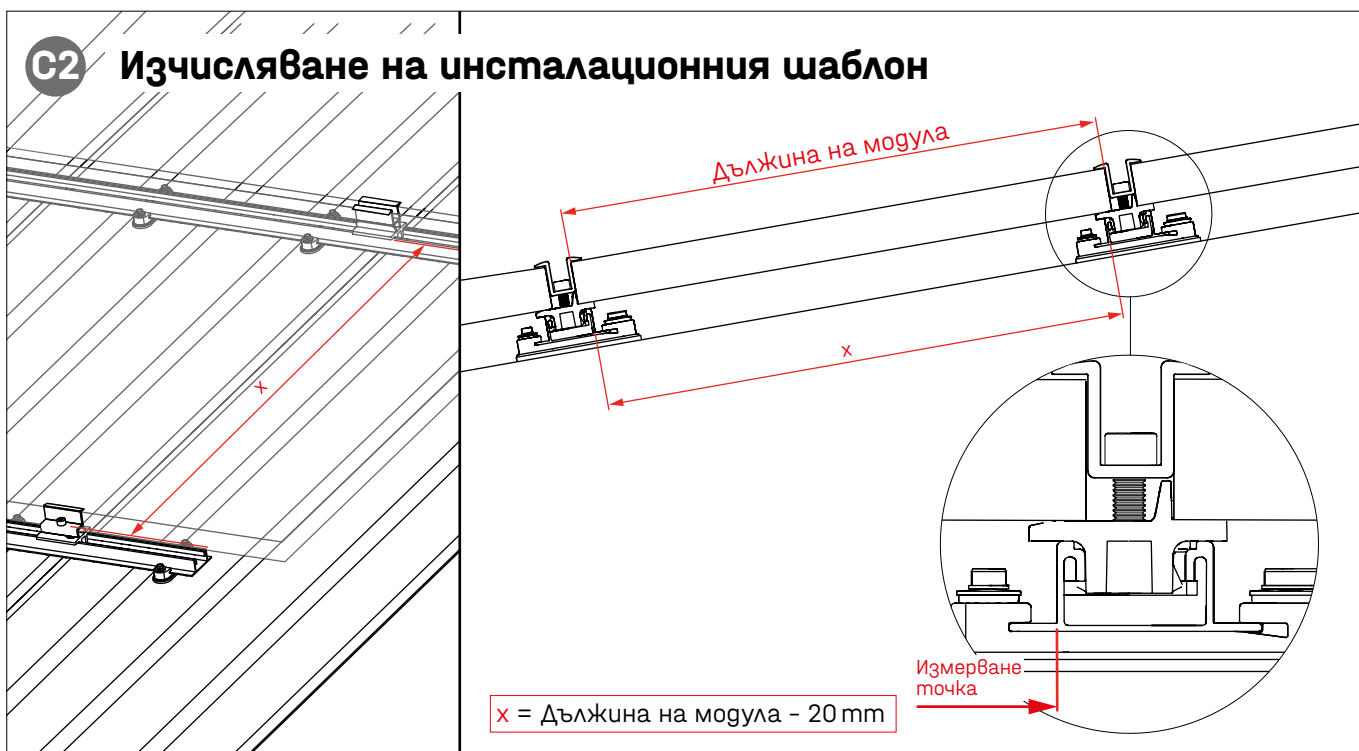 C2 Изчисляване на инсталационния шаблон
Дължина на модула
x
x
Измерване
точка
x = Дължина на модула - 20 mm